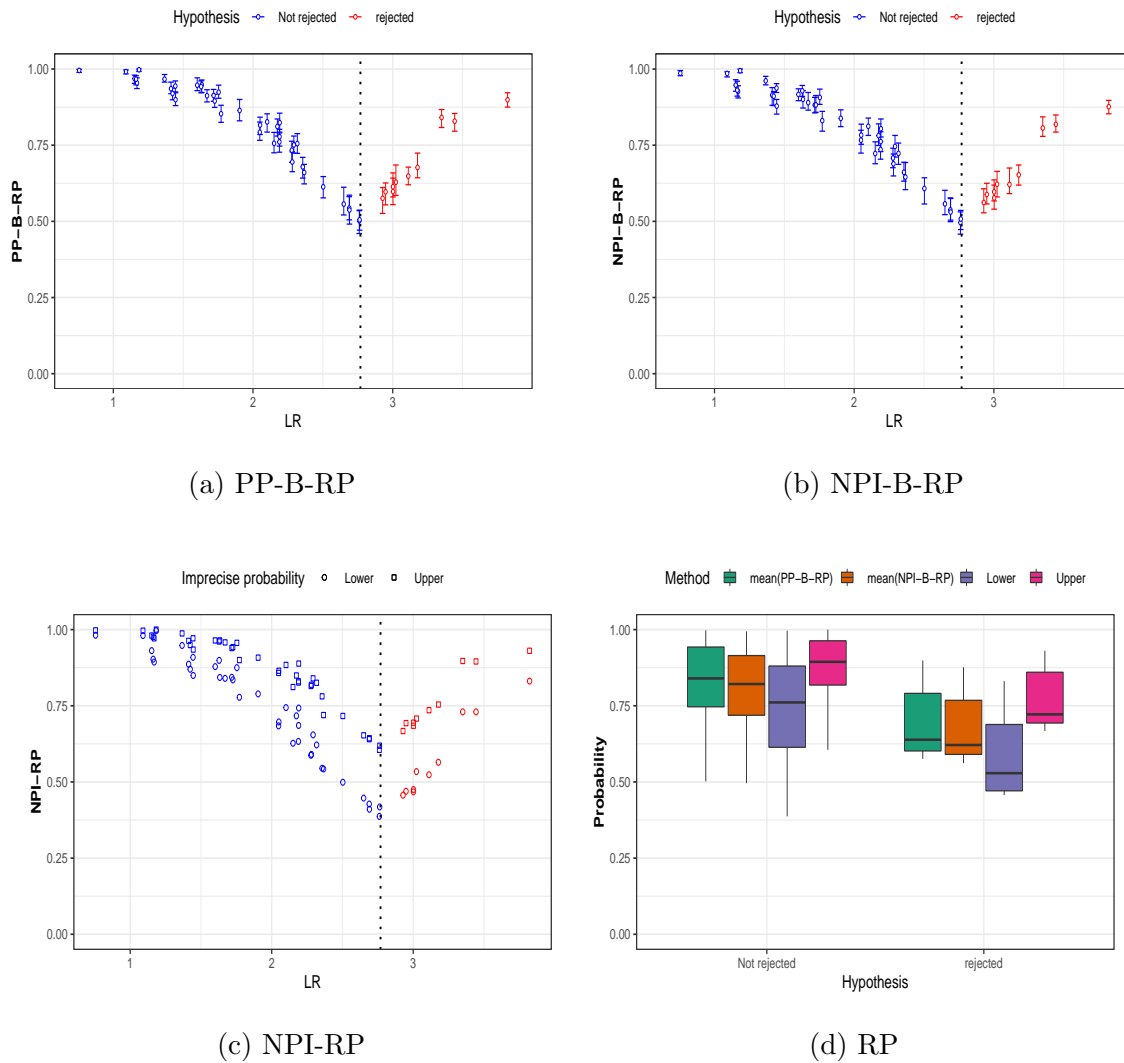 Hypothesis Not rejected rejected
1.00
0.75
0.50
0.25
0.00
PP−B−RP
1 2 3
LR
(a) PP-B-RP
Hypothesis Not rejected rejected
1.00
0.75
0.50
0.25
0.00
NPI−B−RP
1 2 3
LR
(b) NPI-B-RP
Imprecise probability Lower Upper
1.00
0.75
0.50
0.25
0.00
NPI−RP
1 2 3
LR
(c) NPI-RP
Method mean(PP−B−RP) mean(NPI−B−RP) Lower Upper
1.00
0.75
0.50
0.25
0.00
Probability
Not rejected rejected
Hypothesis
(d) RP